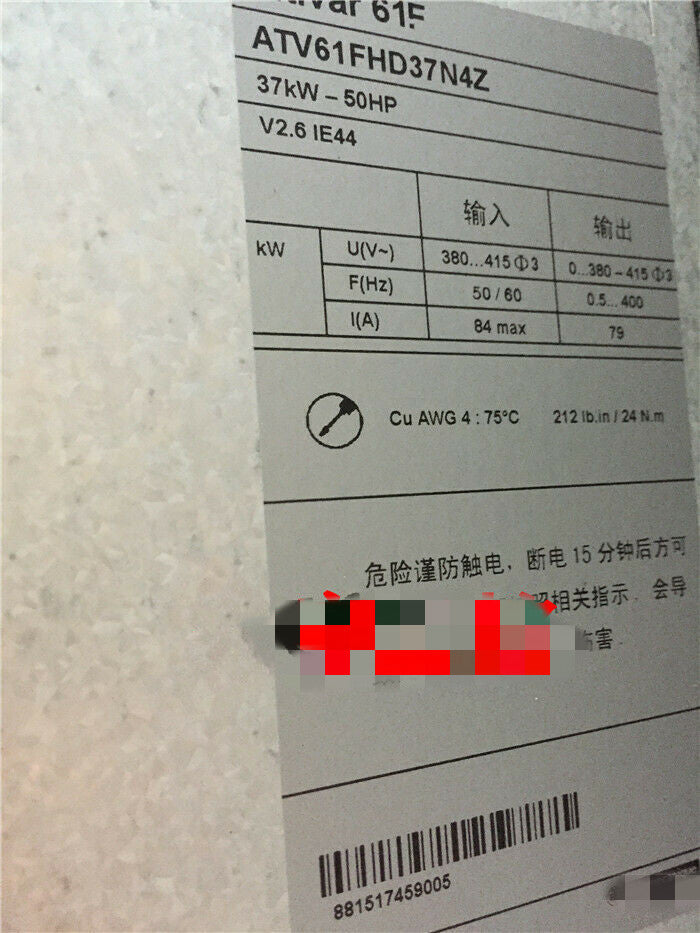 61F
ATV61FHD37N4Z
37kW – 50HP
V2.6 IE44
输入 输出
kW U(V~) 380...415 Φ3 0...380 – 415 Φ3
F(Hz) 50 / 60 0.5... 400
I(A) 84 max 79
Cu AWG 4 : 75°C 212 lb.in / 24 N.m
危险谨防触电，断电 15 分钟后方可
照相关指示．会导
伤害．
881517459005